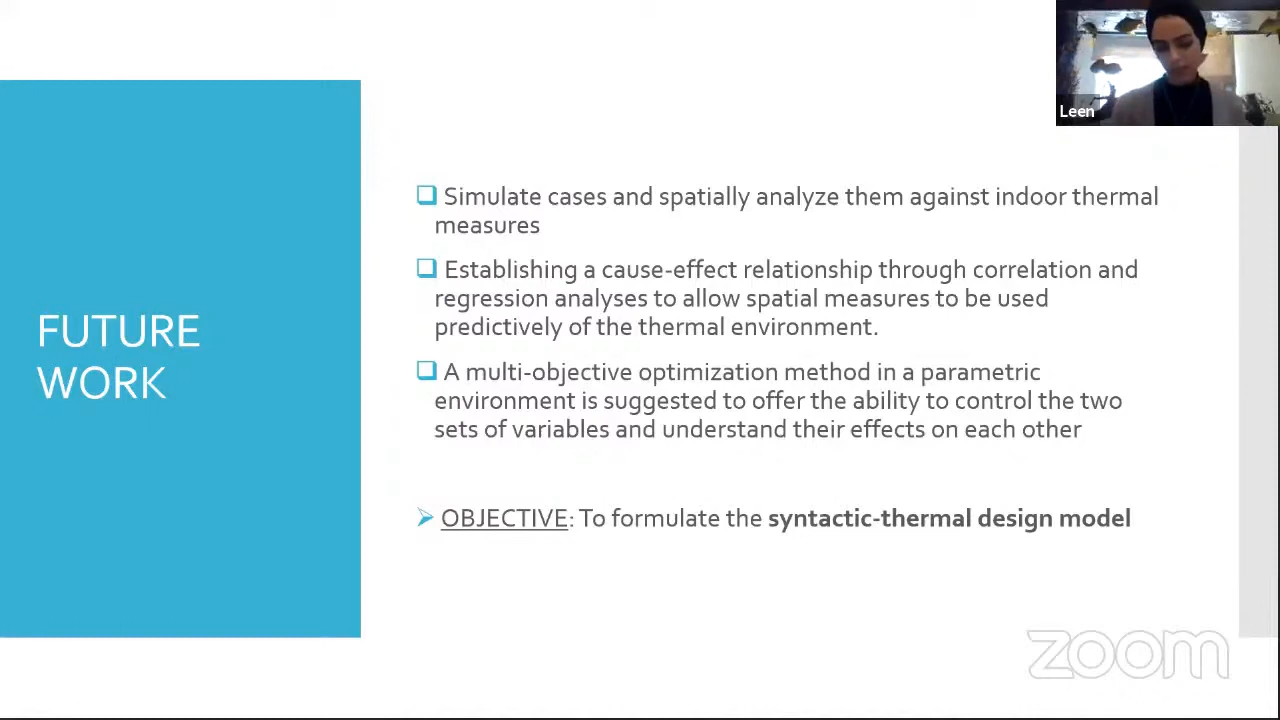 Leen
FUTURE
WORK
Simulate cases and spatially analyze them against indoor thermal
measures
Establishing a cause-effect relationship through correlation and
regression analyses to allow spatial measures to be used
predictively of the thermal environment.
A multi-objective optimization method in a parametric
environment is suggested to offer the ability to control the two
sets of variables and understand their effects on each other
OBJECTIVE: To formulate the syntactic-thermal design model
zoom